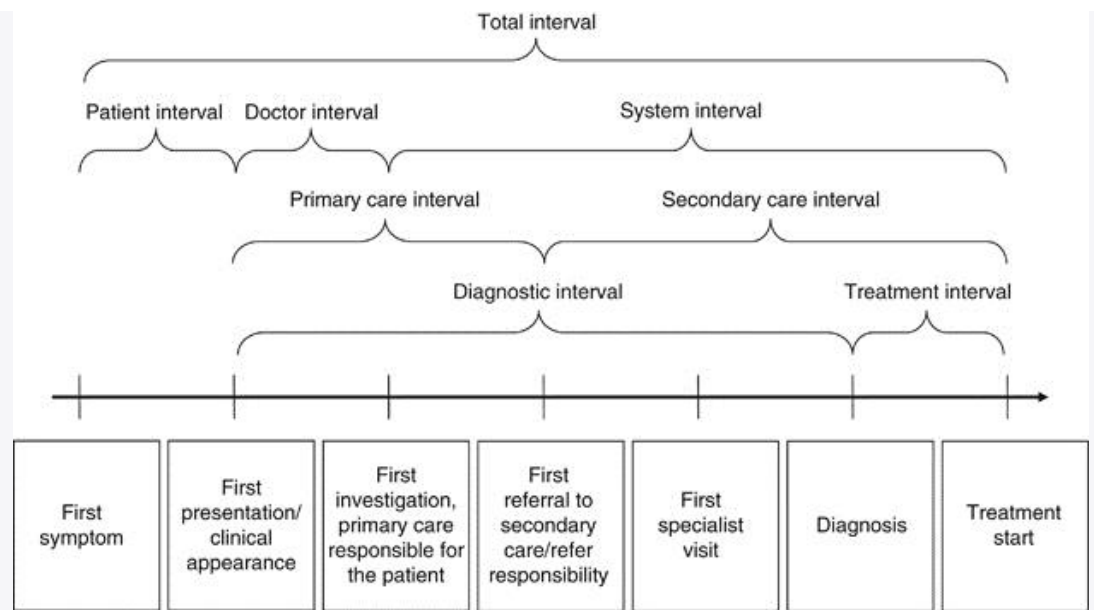 Total interval
Patient interval
Doctor interval
System interval
Primary care interval
Secondary care interval
Diagnostic interval
Treatment interval
First
symptom
First
presentation/
clinical
appearance
First
investigation,
primary care
responsible for
the patient
First
referral to
secondary
care/refer
responsibility
First
specialist
visit
Diagnosis
Treatment
start